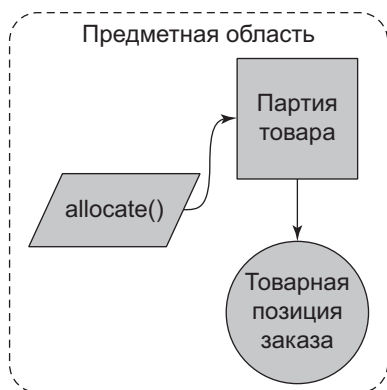 Предметная область
Партия
товара
allocate()
Товарная
позиция
заказа